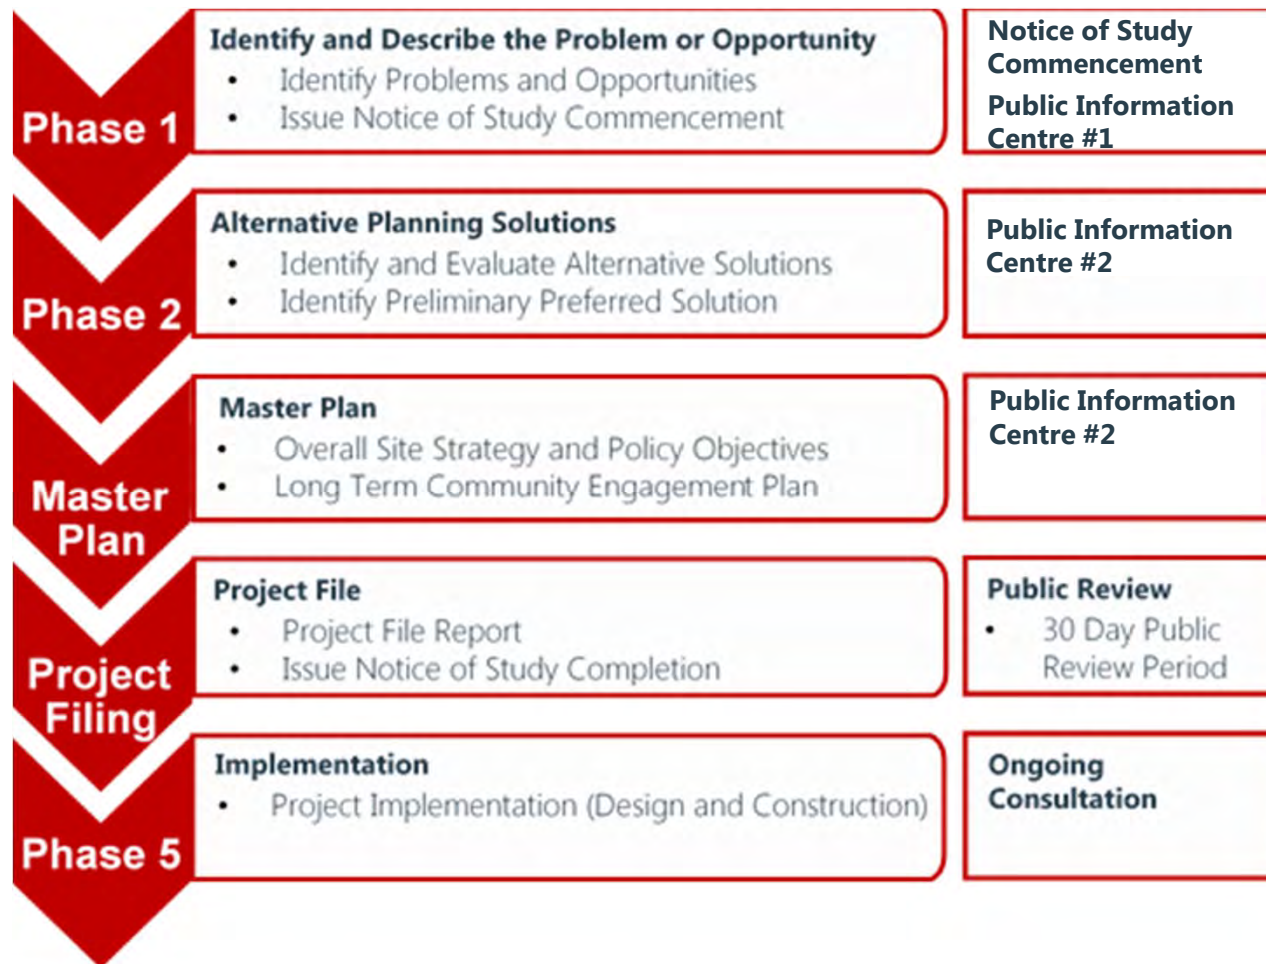 Phase 1
Identify and Describe the Problem or Opportunity
• Identify Problems and Opportunities
• Issue Notice of Study Commencement
Notice of Study
Commencement
Public Information
Centre #1
Phase 2
Alternative Planning Solutions
• Identify and Evaluate Alternative Solutions
• Identify Preliminary Preferred Solution
Public Information
Centre #2
Master
Plan
Master Plan
• Overall Site Strategy and Policy Objectives
• Long Term Community Engagement Plan
Public Information
Centre #2
Project
Filing
Project File
• Project File Report
• Issue Notice of Study Completion
Public Review
• 30 Day Public
Review Period
Phase 5
Implementation
• Project Implementation (Design and Construction)
Ongoing
Consultation